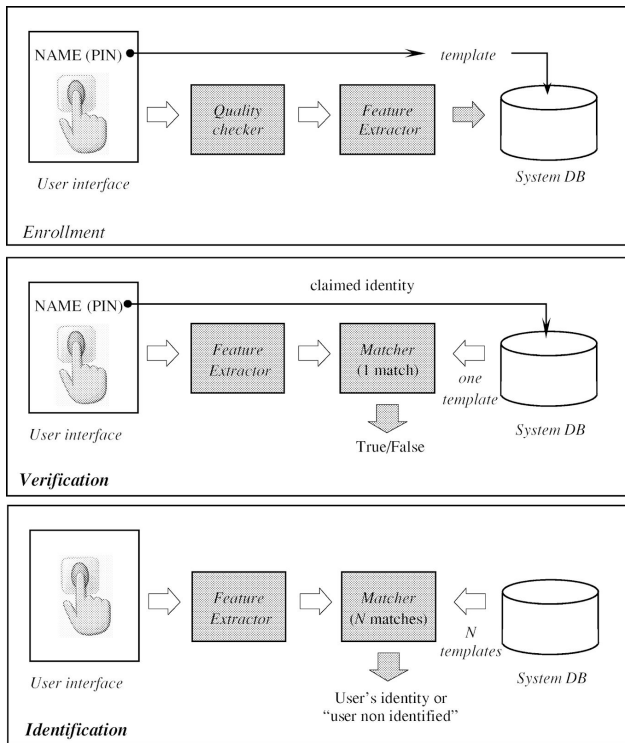 NAME (PIN)
template
Quality
checker
Feature
Extractor
User interface
System DB
Enrollment
NAME (PIN)
claimed identity
Feature
Extractor
Matcher
(1 match)
one
template
User interface
True/False
System DB
Verification
Feature
Extractor
Matcher
(N matches)
N
templates
User interface
System DB
User's identity or
"user non identified"
Identification